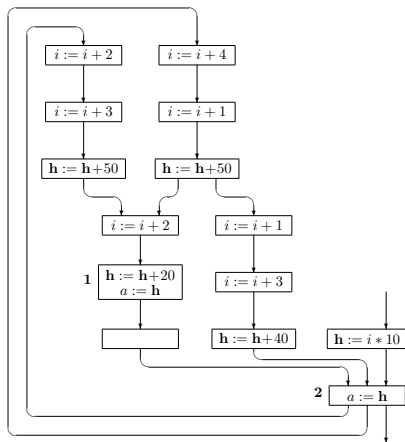 i := i + 2
i := i + 4
i := i + 3
i := i + 1
h := h+50
h := h+50
i := i + 2
i := i + 1
1
h := h+20
a := h
i := i + 3
h := h+40
h := i ∗ 10
2
a := h